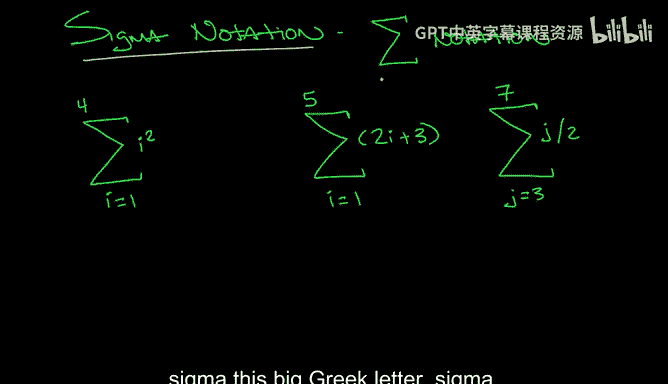 Sigma Notation - ∑ Notation
GPT中英字幕课程资源 bilibili
4 5 7
∑ i² ∑ (2i+3) ∑ j/2
i=1 i=1 j=3
sigma this big Greek letter, sigma